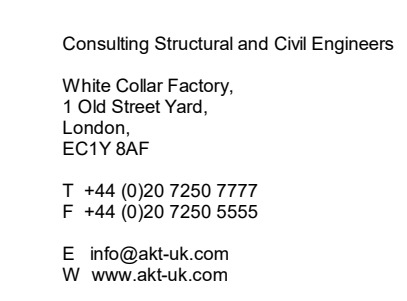 Consulting Structural and Civil Engineers
White Collar Factory,
1 Old Street Yard,
London,
EC1Y 8AF
T +44 (0)20 7250 7777
F +44 (0)20 7250 5555
E info@akt-uk.com
W www.akt-uk.com